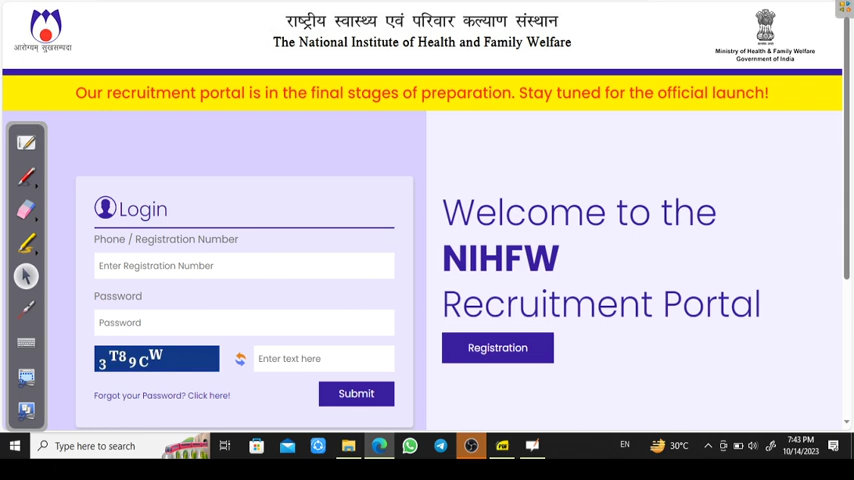 राष्ट्रीय स्वास्थ्य एवं परिवार कल्याण संस्थान
The National Institute of Health and Family Welfare
आरोग्यम् सुखसम्पदा
Ministry of Health & Family Welfare
Government of India
Our recruitment portal is in the final stages of preparation. Stay tuned for the official launch!
Login
Phone / Registration Number
Enter Registration Number
Password
Password
3T89CW
Enter text here
Forgot your Password? Click here!
Submit
Welcome to the
NIHFW
Recruitment Portal
Registration
Type here to search
EN
30°C
7:43 PM
10/14/2023